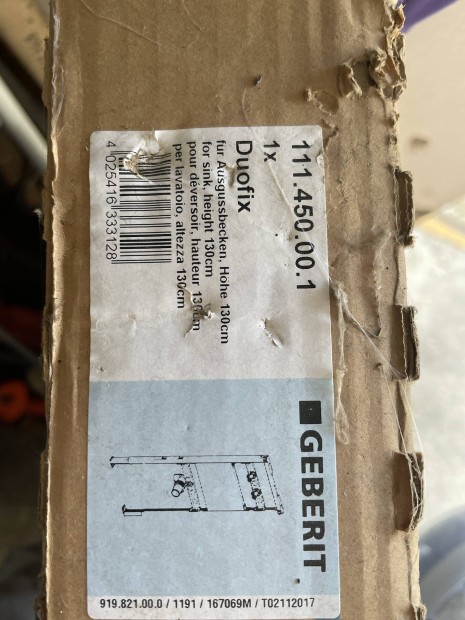 111.450.00.1
1x
Duofix
für Ausgussbecken, Höhe 130cm
for sink, height 130cm
pour déversoir, hauteur 130cm
per lavatoio, altezza 130cm
4 025416 333128
GEBERIT
919.821.00.0 / 1191 / 167069M / T02112017